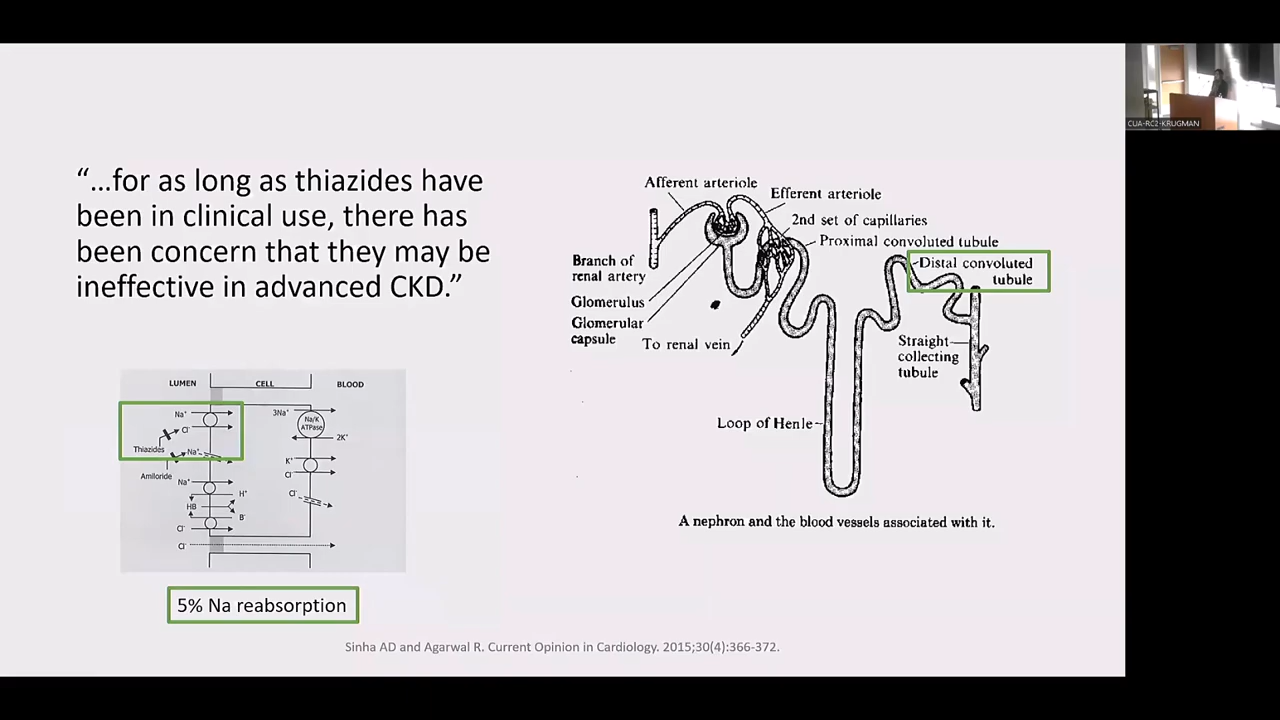 “...for as long as thiazides have
been in clinical use, there has
been concern that they may be
ineffective in advanced CKD.”
LUMEN
CELL
BLOOD
Na⁺
Cl⁻
Thiazides
Na⁺
Amiloride
Na⁺
H⁺
HB
B⁻
Cl⁻
Cl⁻
3Na⁺
Na/K
ATPase
2K⁺
K⁺
Cl⁻
Cl⁻
5% Na reabsorption
Afferent arteriole
Efferent arteriole
2nd set of capillaries
Proximal convoluted tubule
Distal convoluted
tubule
Branch of
renal artery
Glomerulus
Glomerular
capsule
To renal vein
Straight
collecting
tubule
Loop of Henle
A nephron and the blood vessels associated with it.
Sinha AD and Agarwal R. Current Opinion in Cardiology. 2015;30(4):366-372.
CUA-RC2-KRUGMAN